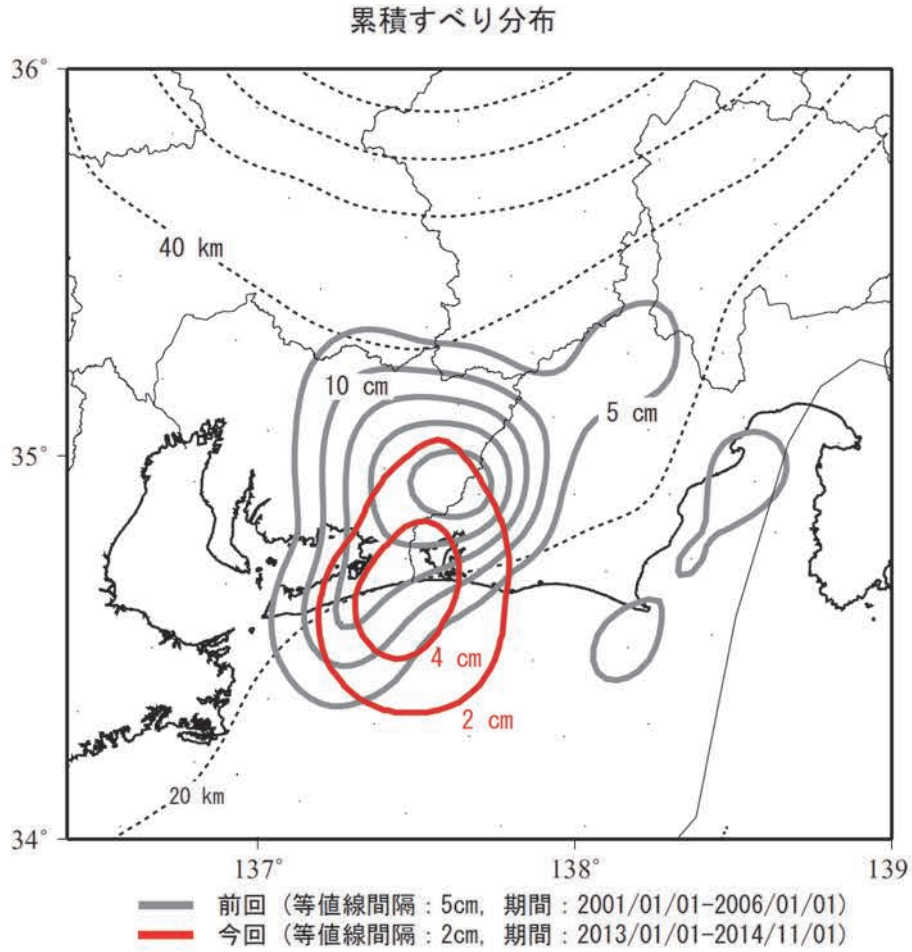 累積すべり分布
36°
40 km
10 cm
5 cm
35°
4 cm
2 cm
20 km
34°
137°
138°
139
前回 (等値線間隔:5cm, 期間:2001/01/01-2006/01/01)
今回 (等値線間隔:2cm, 期間:2013/01/01-2014/11/01)